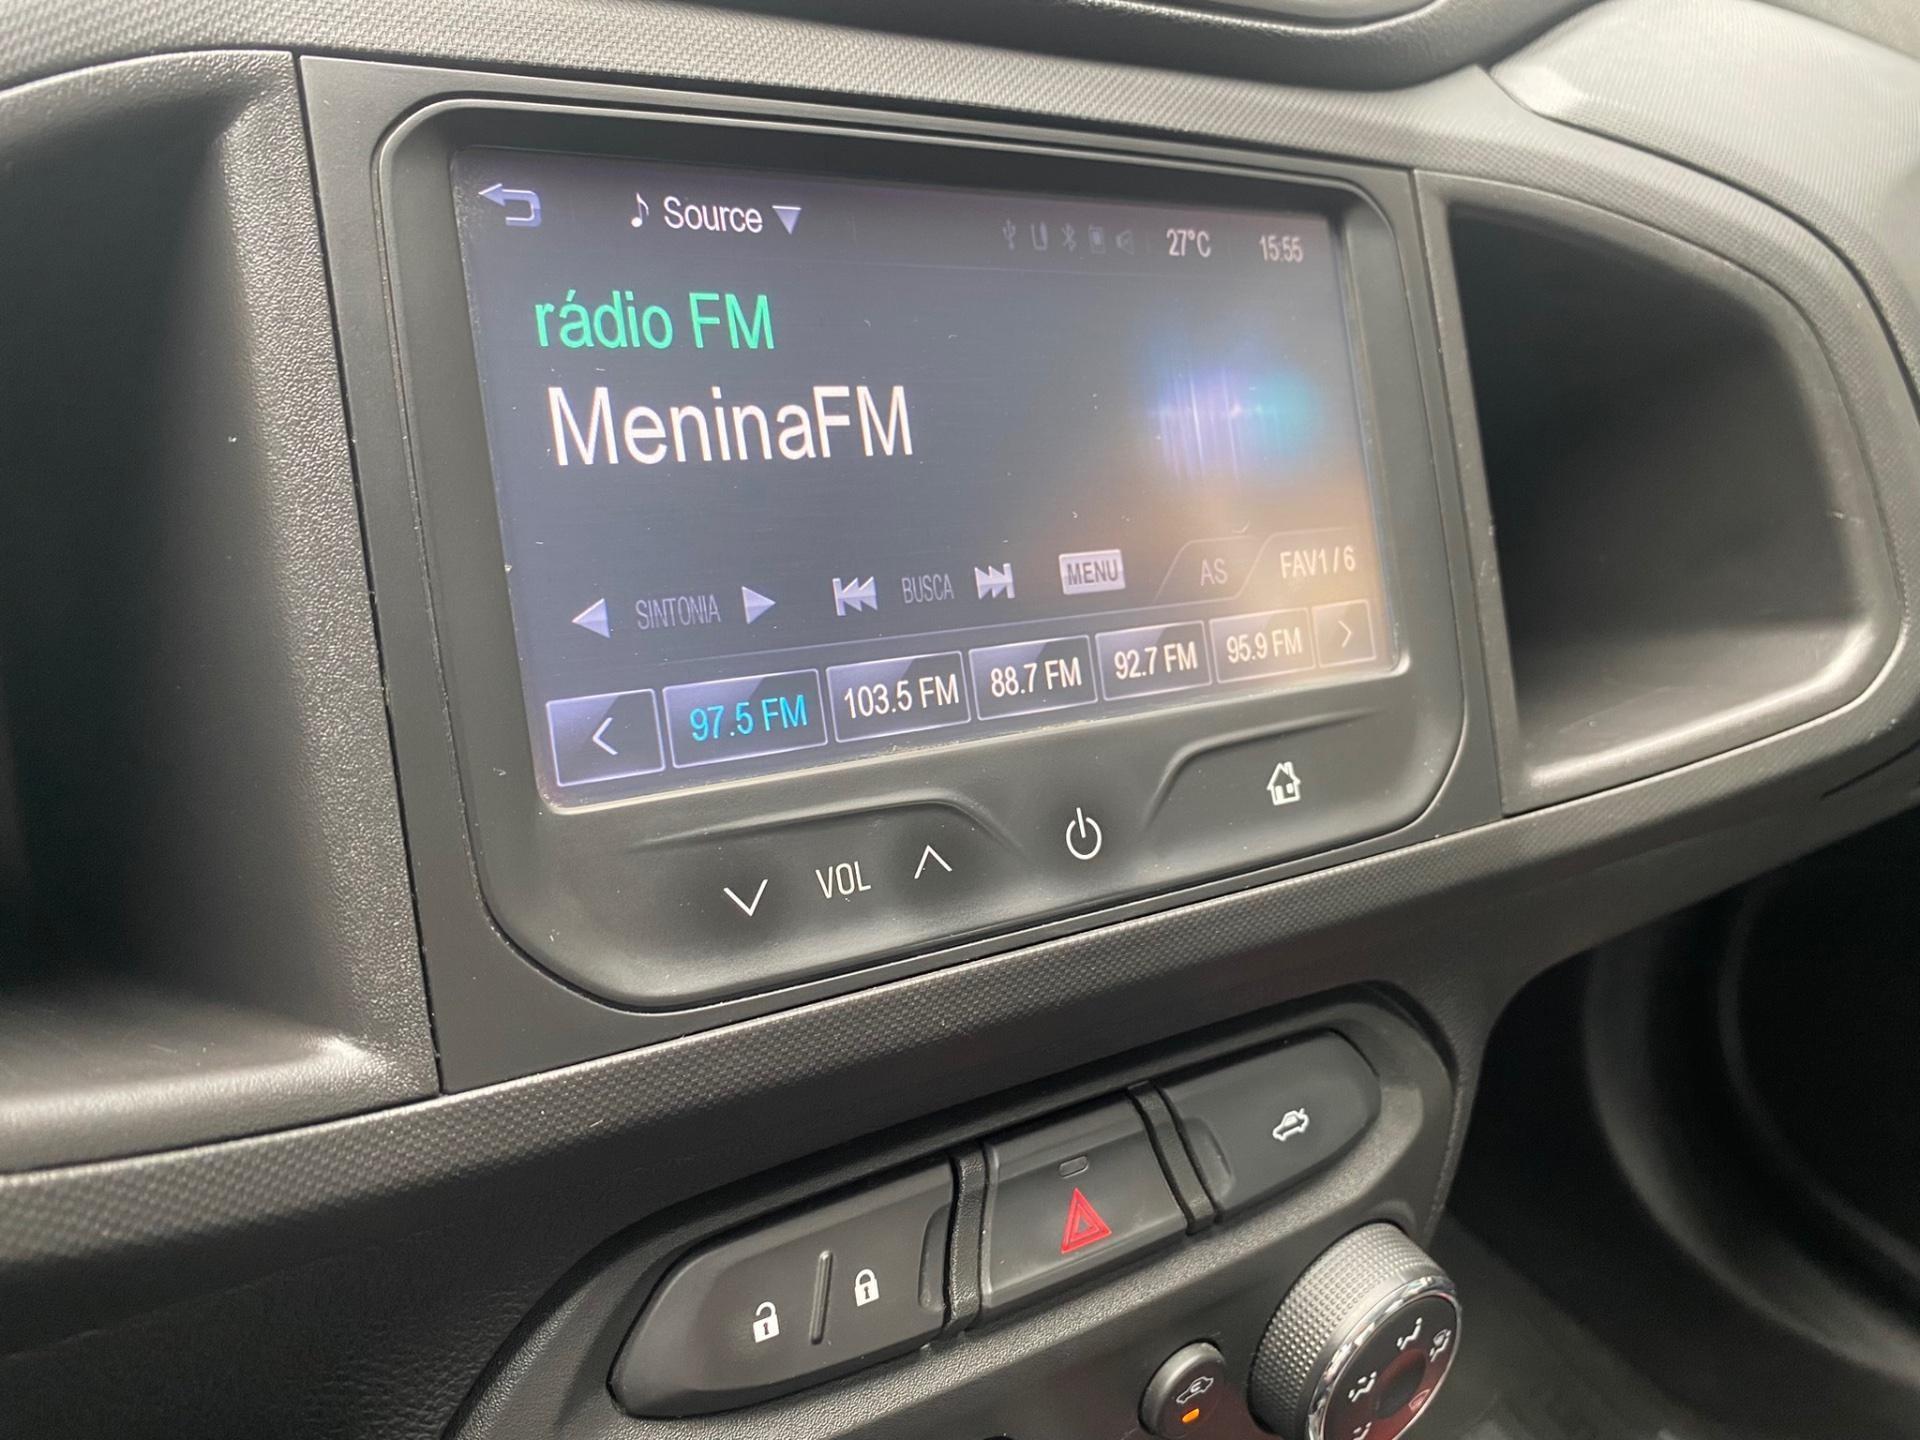 Source
27°C
15:55
rádio FM
MeninaFM
SINTONIA
BUSCA
MENU
AS
FAV1/6
97.5 FM
103.5 FM
88.7 FM
92.7 FM
95.9 FM
VOL